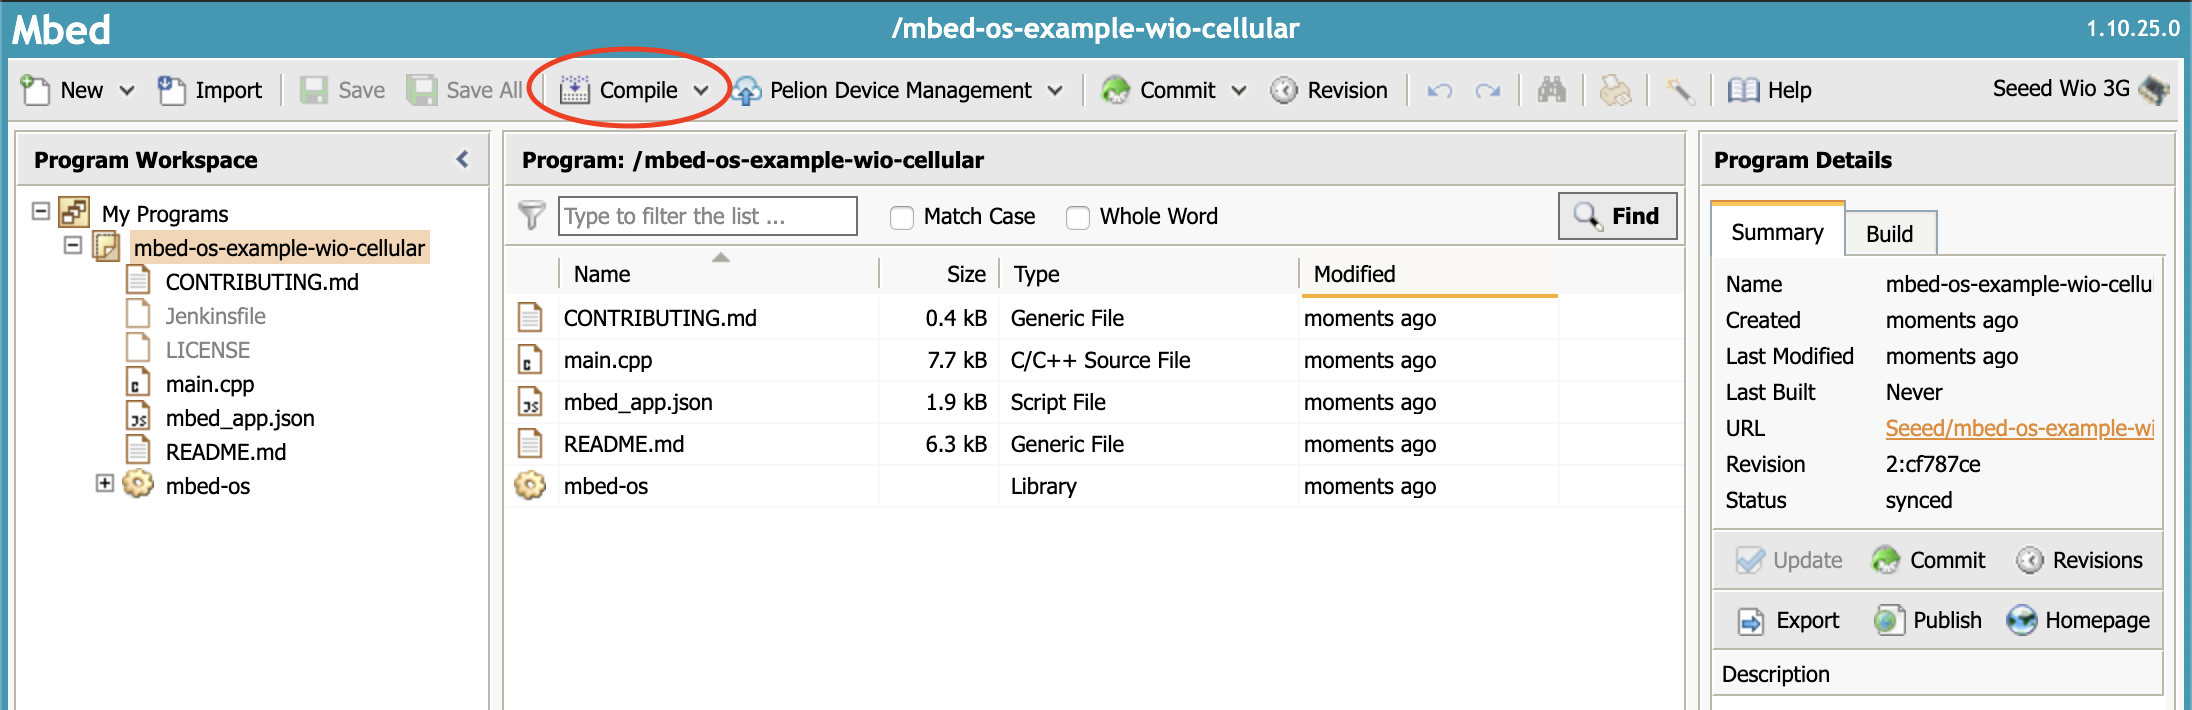 Mbed /mbed-os-example-wio-cellular 1.10.25.0
New Import Save Save All Compile Pelion Device Management Commit Revision Help Seeed Wio 3G
Program Workspace
My Programs
mbed-os-example-wio-cellular
CONTRIBUTING.md
Jenkinsfile
LICENSE
main.cpp
mbed_app.json
README.md
mbed-os
Program: /mbed-os-example-wio-cellular
Type to filter the list ... Match Case Whole Word Find
Name Size Type Modified
CONTRIBUTING.md 0.4 kB Generic File moments ago
main.cpp 7.7 kB C/C++ Source File moments ago
mbed_app.json 1.9 kB Script File moments ago
README.md 6.3 kB Generic File moments ago
mbed-os Library moments ago
Program Details
Summary Build
Name mbed-os-example-wio-cellu
Created moments ago
Last Modified moments ago
Last Built Never
URL Seeed/mbed-os-example-wi
Revision 2:cf787ce
Status synced
Update Commit Revisions
Export Publish Homepage
Description